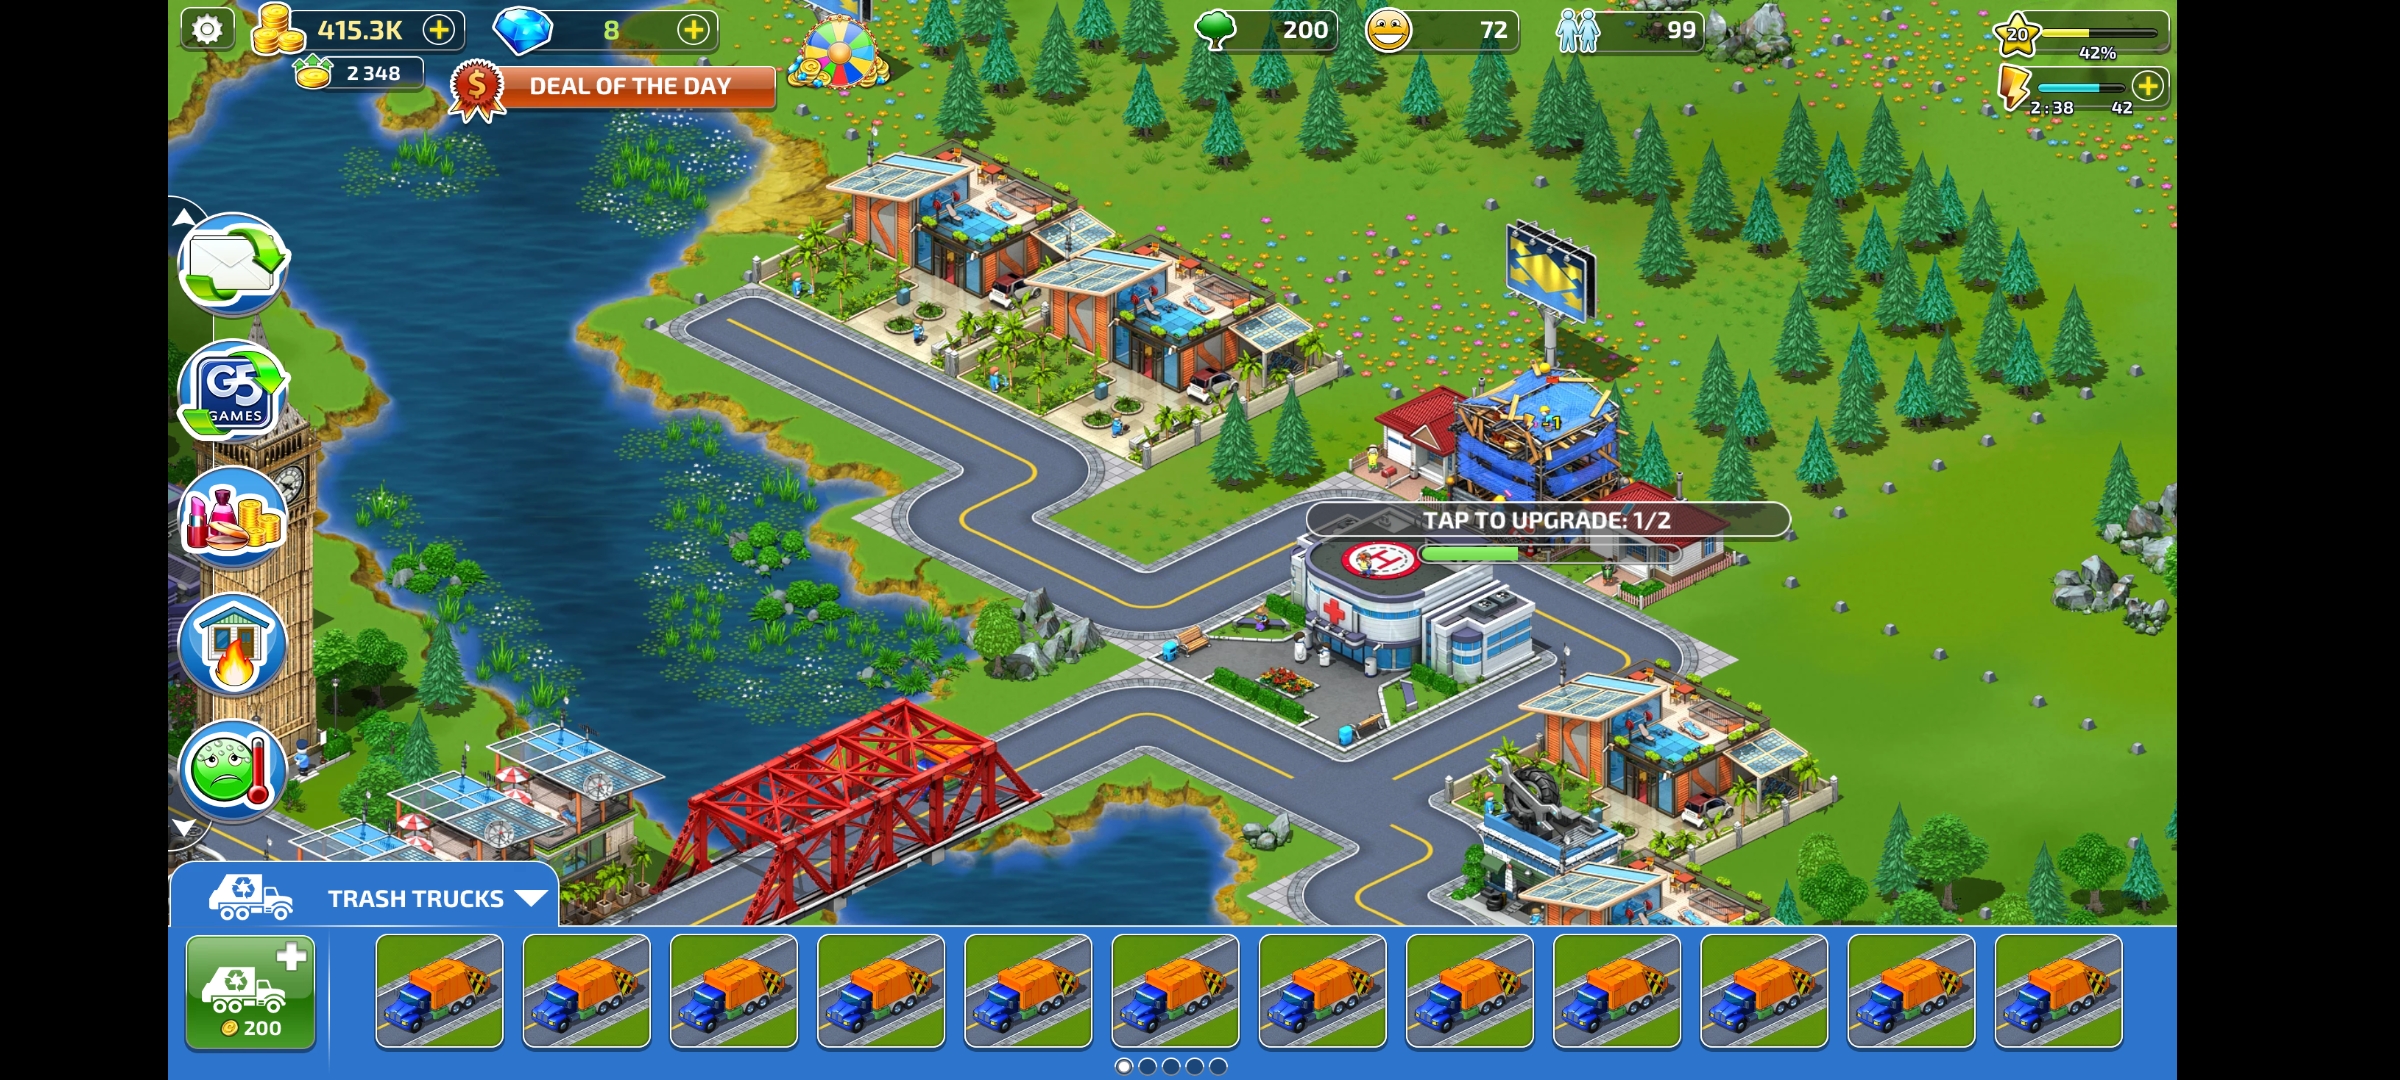 415.3K
8
200
72
99
20
42%
2 348
DEAL OF THE DAY
2:38
42
G5
GAMES
-1
TAP TO UPGRADE: 1/2
H
TRASH TRUCKS
200